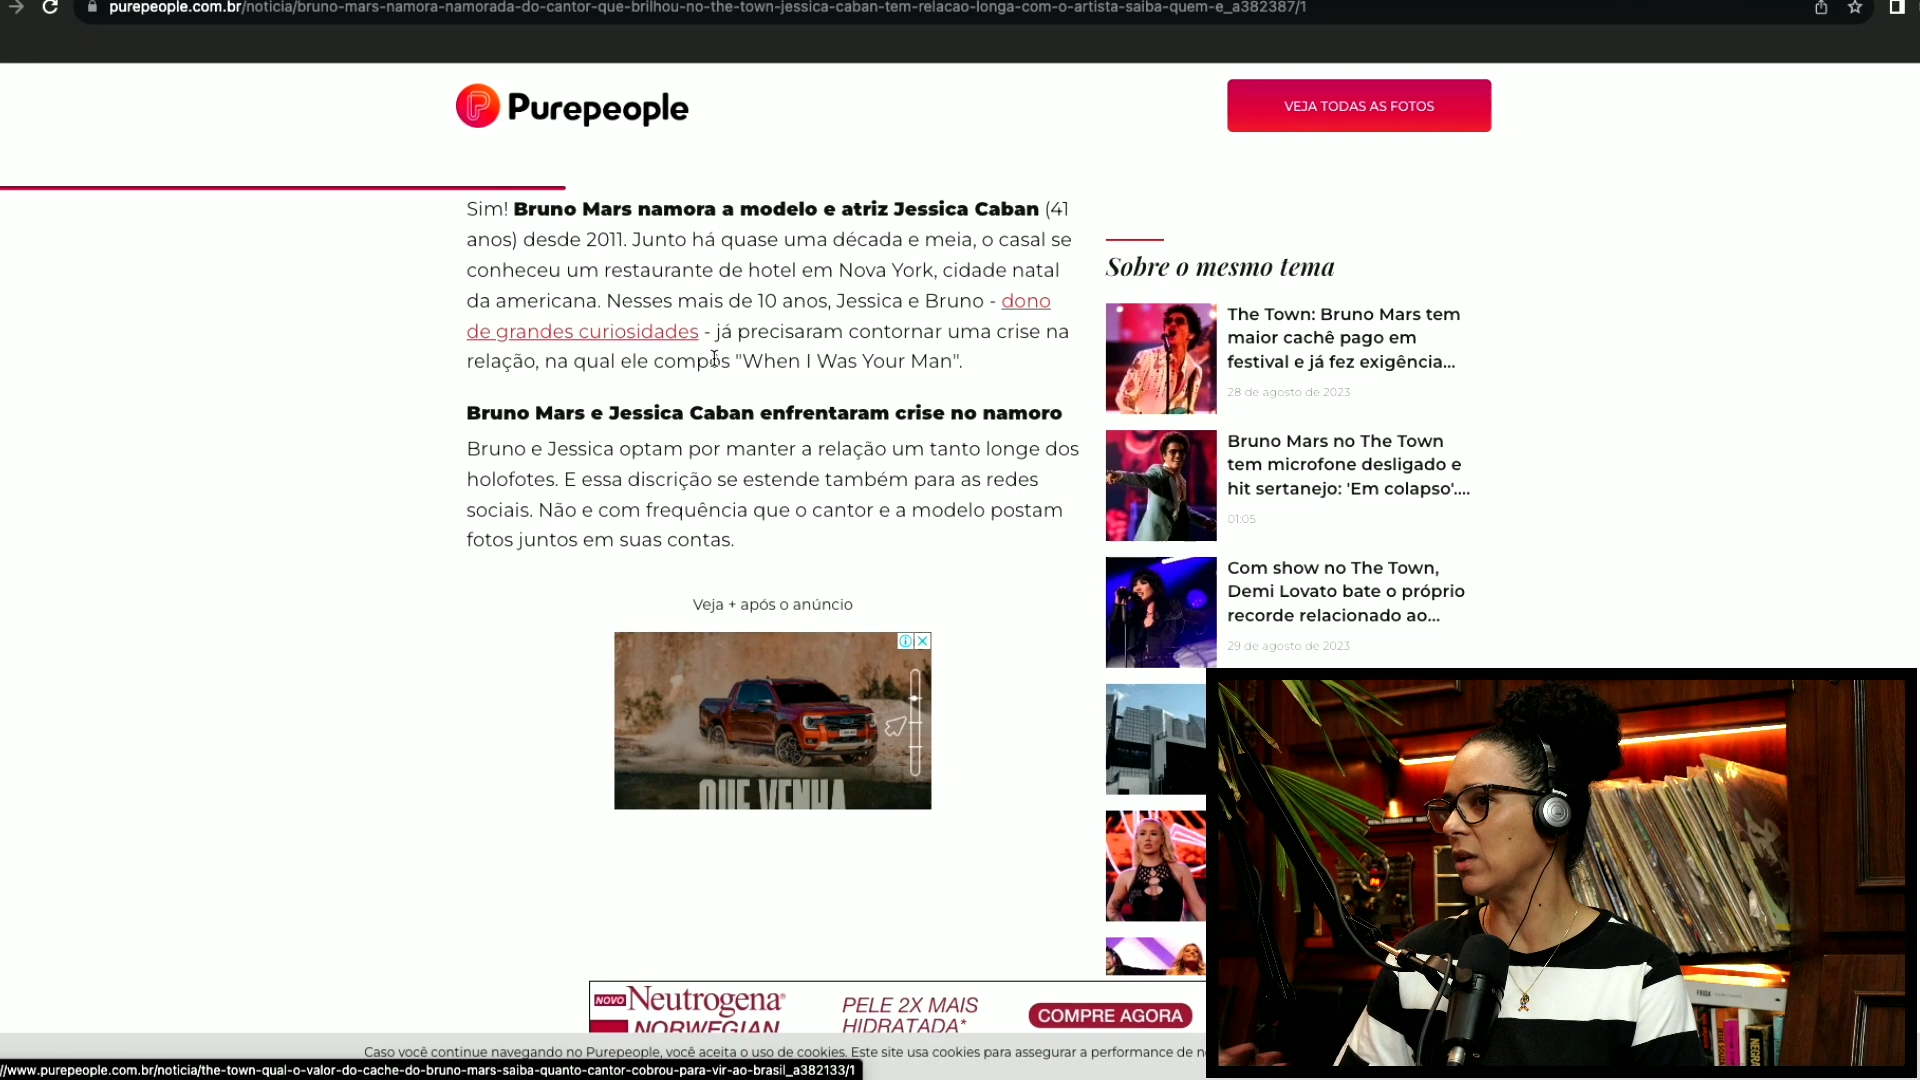 purepeople.com.br/noticia/bruno-mars-namora-namorada-do-cantor-que-brilhou-no-the-town-jessica-caban-tem-relacao-longa-com-o-artista-saiba-quem-e_a382387/1
Purepeople
VEJA TODAS AS FOTOS
Sim! Bruno Mars namora a modelo e atriz Jessica Caban (41
anos) desde 2011. Junto há quase uma década e meia, o casal se
conheceu um restaurante de hotel em Nova York, cidade natal
da americana. Nesses mais de 10 anos, Jessica e Bruno - dono
de grandes curiosidades - já precisaram contornar uma crise na
relação, na qual ele compôs "When I Was Your Man".
Bruno Mars e Jessica Caban enfrentaram crise no namoro
Bruno e Jessica optam por manter a relação um tanto longe dos
holofotes. E essa discrição se estende também para as redes
sociais. Não e com frequência que o cantor e a modelo postam
fotos juntos em suas contas.
Veja + após o anúncio
QUE VENHA
Sobre o mesmo tema
The Town: Bruno Mars tem
maior cachê pago em
festival e já fez exigência...
28 de agosto de 2023
Bruno Mars no The Town
tem microfone desligado e
hit sertanejo: 'Em colapso'....
01:05
Com show no The Town,
Demi Lovato bate o próprio
recorde relacionado ao...
29 de agosto de 2023
NOVO Neutrogena®
NORWEGIAN
PELE 2X MAIS
HIDRATADA*
COMPRE AGORA
Caso você continue navegando no Purepeople, você aceita o uso de cookies. Este site usa cookies para assegurar a performance de
//www.purepeople.com.br/noticia/the-town-qual-o-valor-do-cache-do-bruno-mars-saiba-quanto-cantor-cobrou-para-vir-ao-brasil_a382133/1